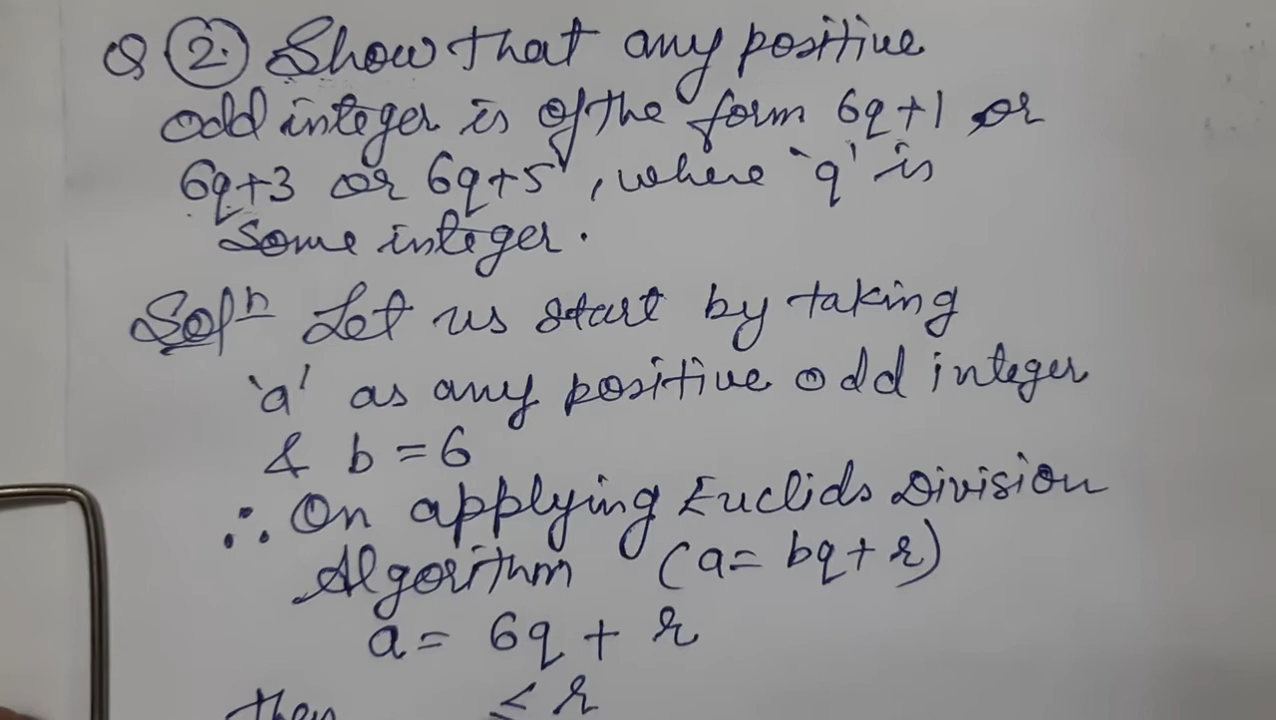 Q 2. Show that any positive
odd integer is of the form 6q+1 or
6q+3 or 6q+5, where 'q' is
some integer.
Solⁿ Let us start by taking
'a' as any positive odd integer
& b = 6
∴ On applying Euclids Division
Algorithm (a = bq + r)
a = 6q + r
then ≤ r